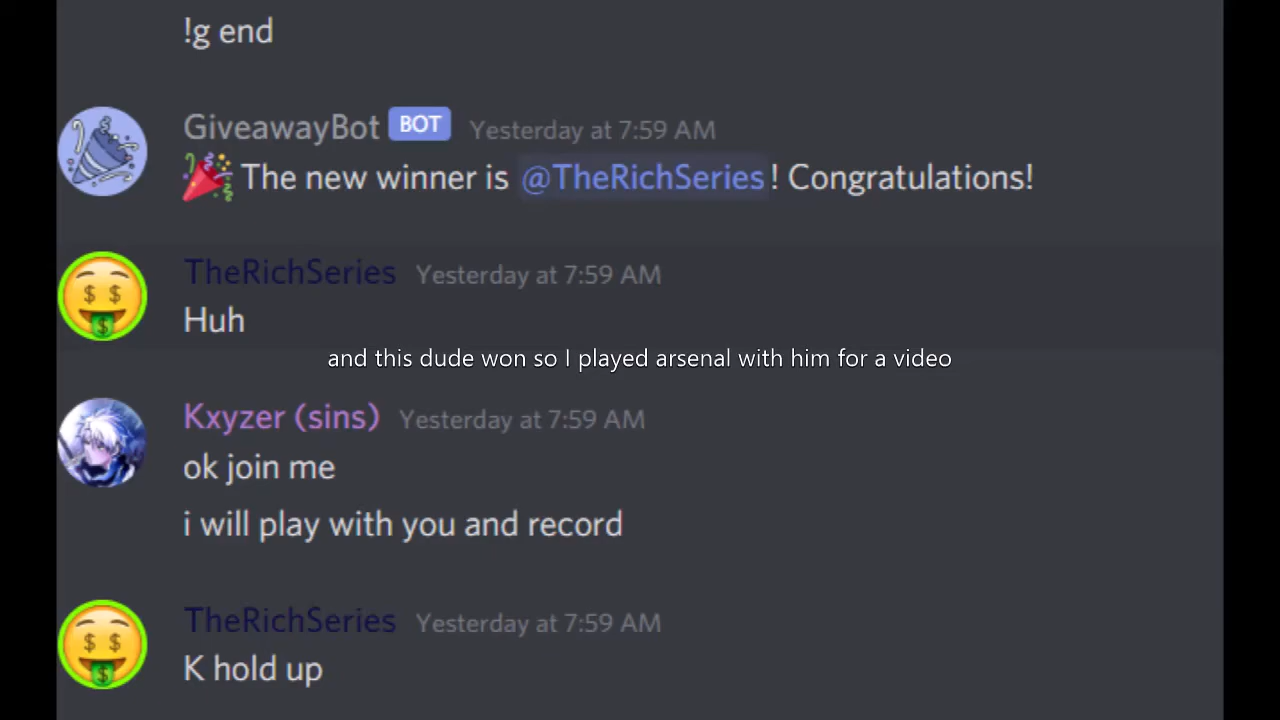 !g end
GiveawayBot BOT Yesterday at 7:59 AM
The new winner is @TheRichSeries! Congratulations!
TheRichSeries Yesterday at 7:59 AM
Huh
and this dude won so I played arsenal with him for a video
Kxyzer (sins) Yesterday at 7:59 AM
ok join me
i will play with you and record
TheRichSeries Yesterday at 7:59 AM
K hold up